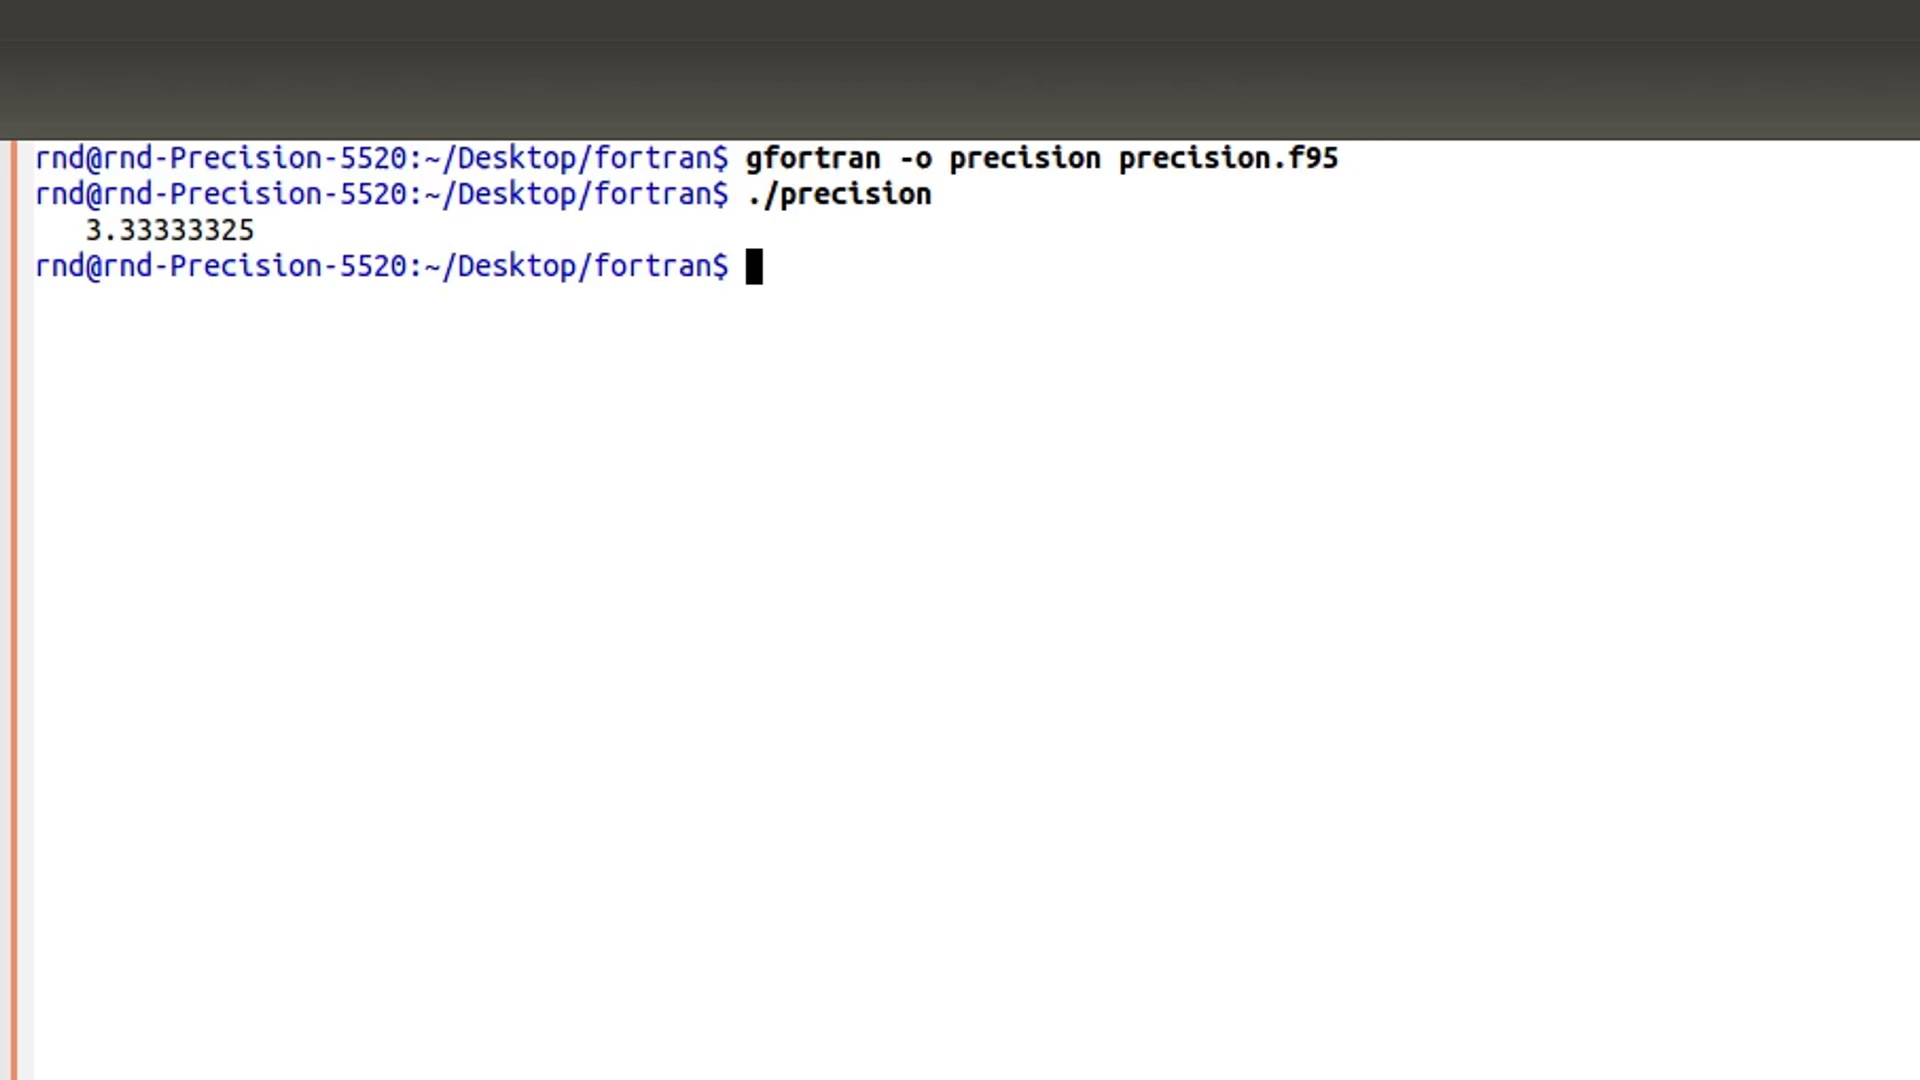 rnd@rnd-Precision-5520:~/Desktop/fortran$ gfortran -o precision precision.f95
rnd@rnd-Precision-5520:~/Desktop/fortran$ ./precision
3.33333325
rnd@rnd-Precision-5520:~/Desktop/fortran$